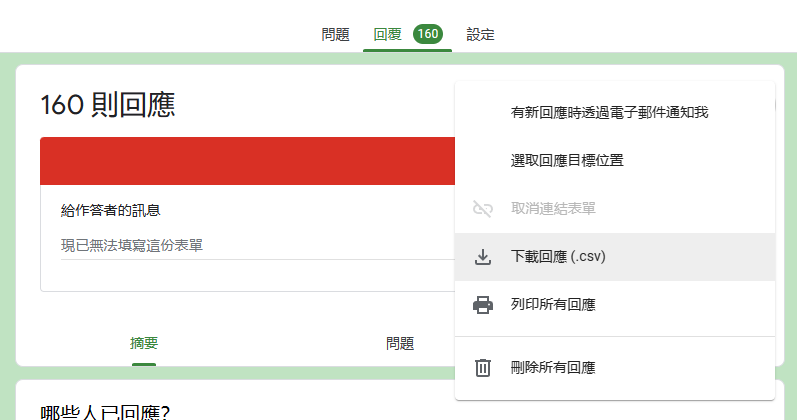 問題
回覆 160
設定
160 則回應
給作答者的訊息
現已無法填寫這份表單
摘要
問題
哪些人已回應?
有新回應時透過電子郵件通知我
選取回應目標位置
取消連結表單
下載回應 (.csv)
列印所有回應
刪除所有回應